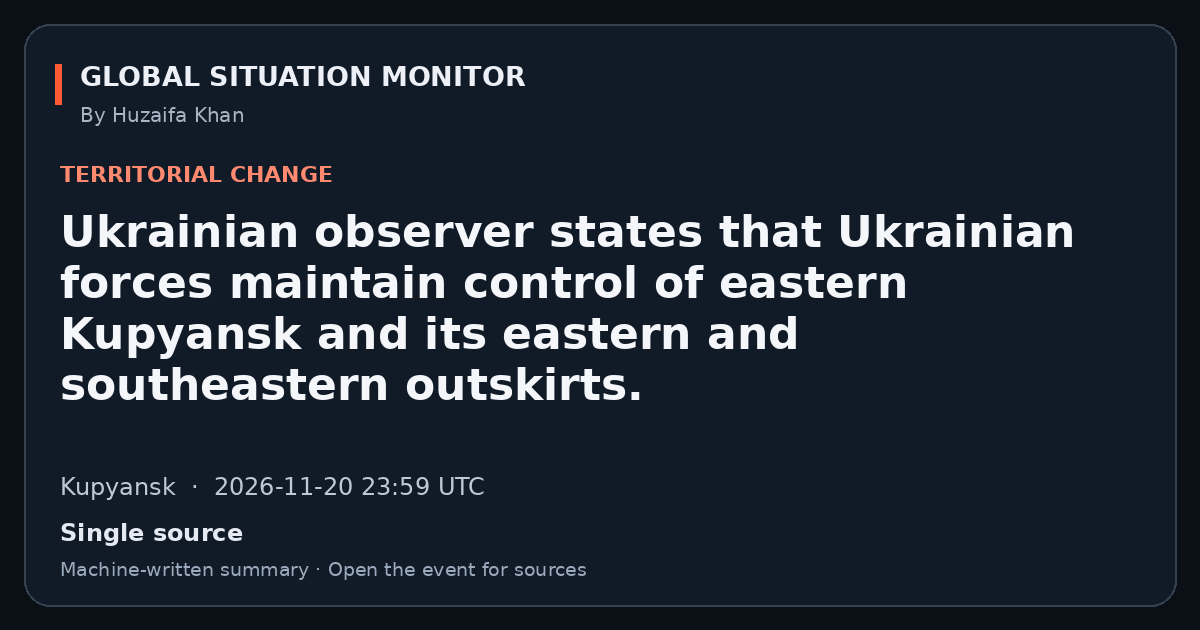 GLOBAL SITUATION MONITOR
By Huzaifa Khan
TERRITORIAL CHANGE
Ukrainian observer states that Ukrainian
forces maintain control of eastern
Kupyansk and its eastern and
southeastern outskirts.
Kupyansk · 2026-11-20 23:59 UTC
Single source
Machine-written summary · Open the event for sources